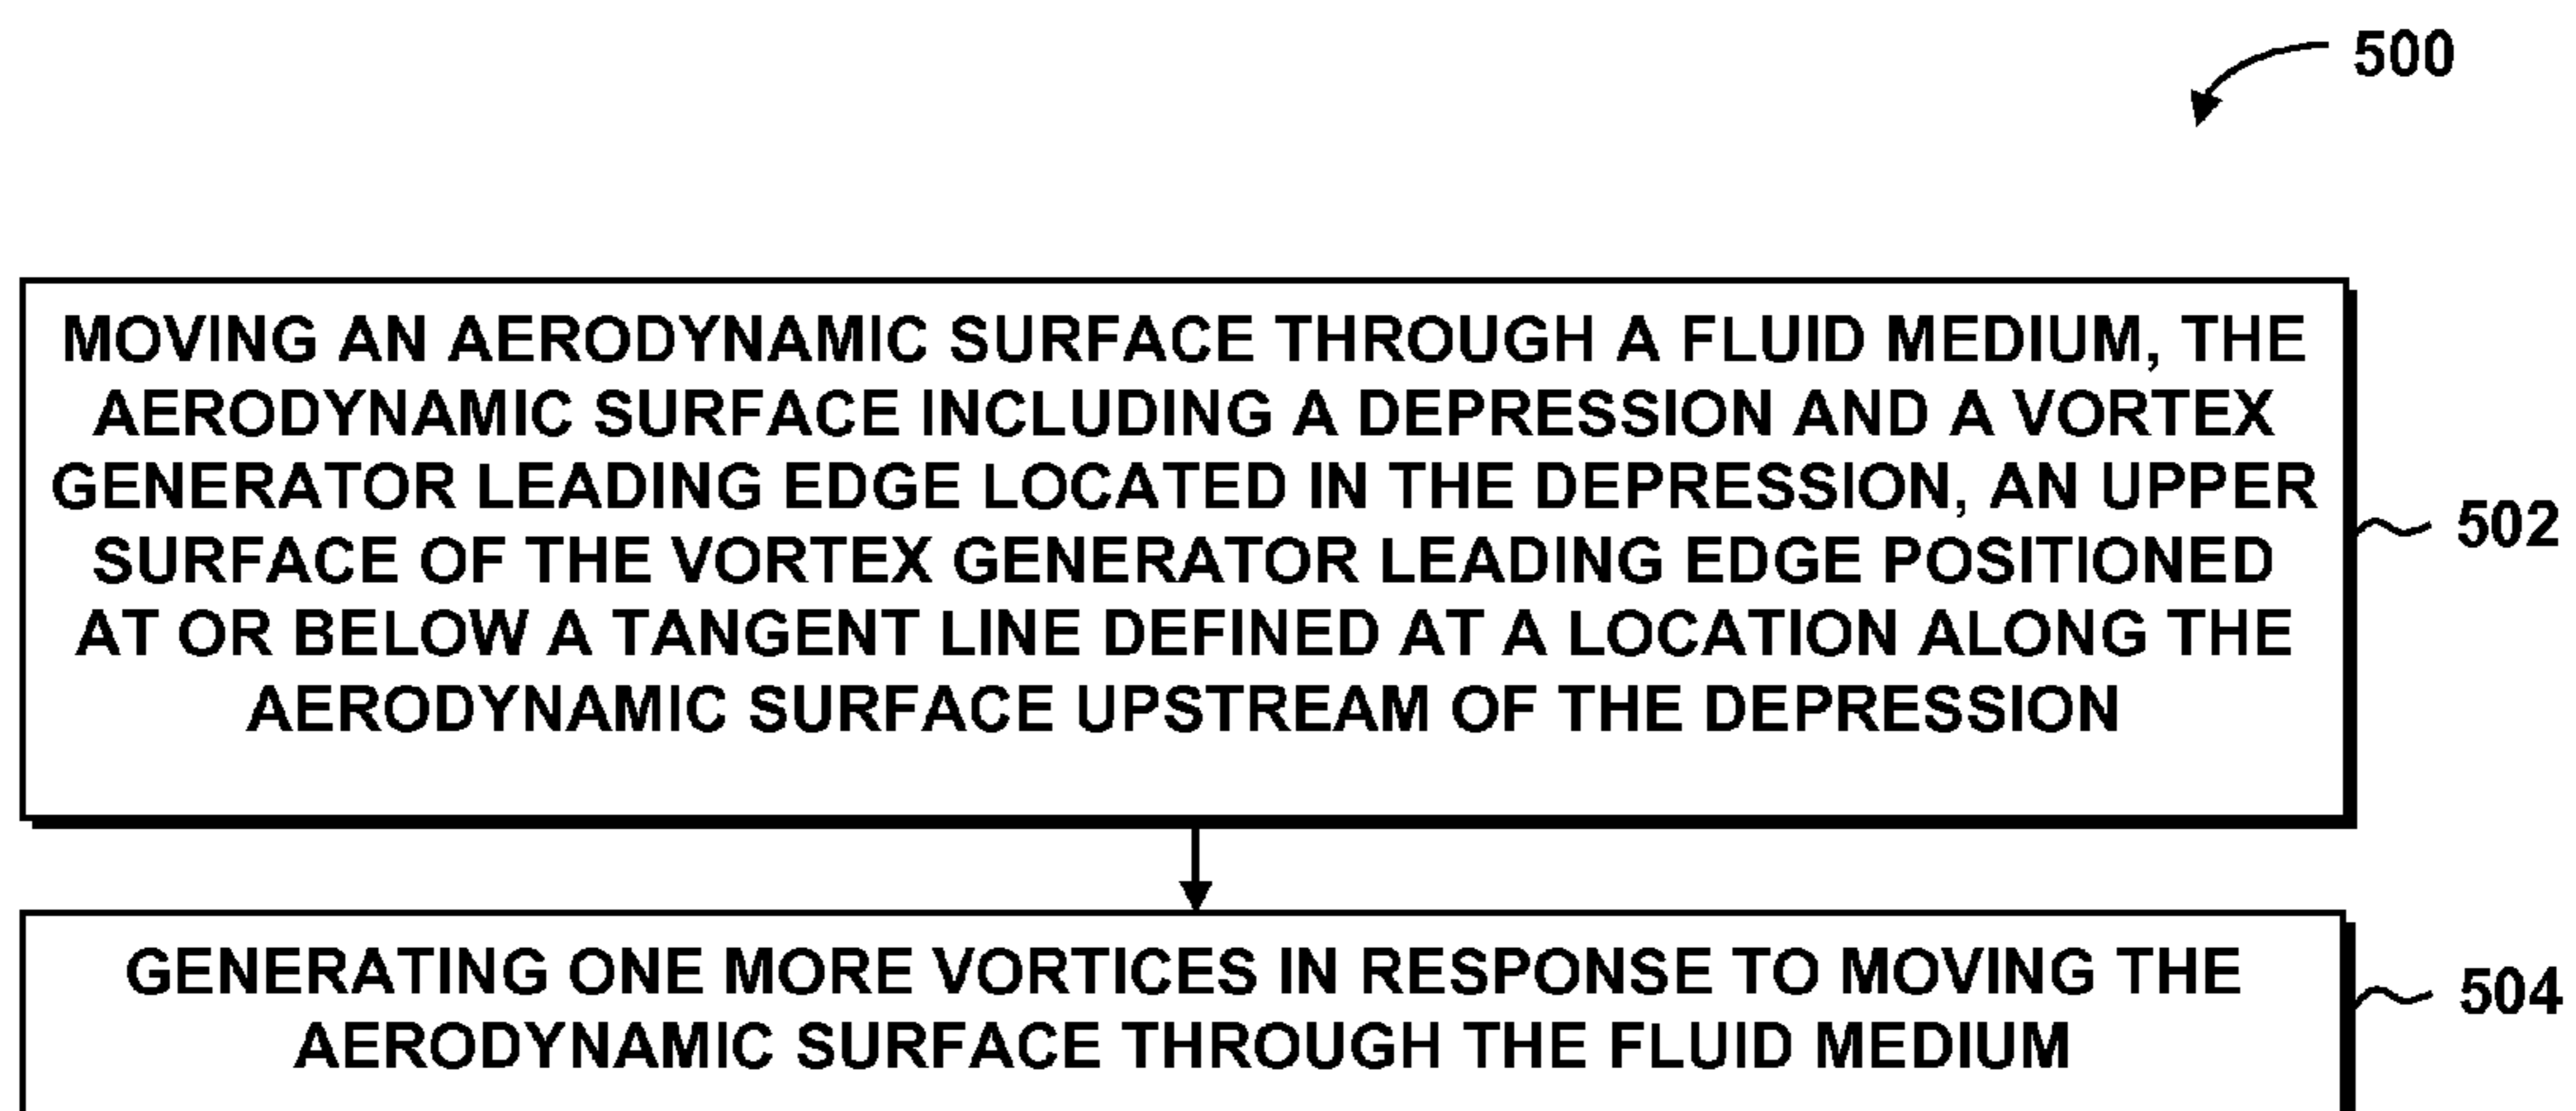 500
MOVING AN AERODYNAMIC SURFACE THROUGH A FLUID MEDIUM, THE
AERODYNAMIC SURFACE INCLUDING A DEPRESSION AND A VORTEX
GENERATOR LEADING EDGE LOCATED IN THE DEPRESSION, AN UPPER
SURFACE OF THE VORTEX GENERATOR LEADING EDGE POSITIONED
AT OR BELOW A TANGENT LINE DEFINED AT A LOCATION ALONG THE
AERODYNAMIC SURFACE UPSTREAM OF THE DEPRESSION
502
GENERATING ONE MORE VORTICES IN RESPONSE TO MOVING THE
AERODYNAMIC SURFACE THROUGH THE FLUID MEDIUM
504